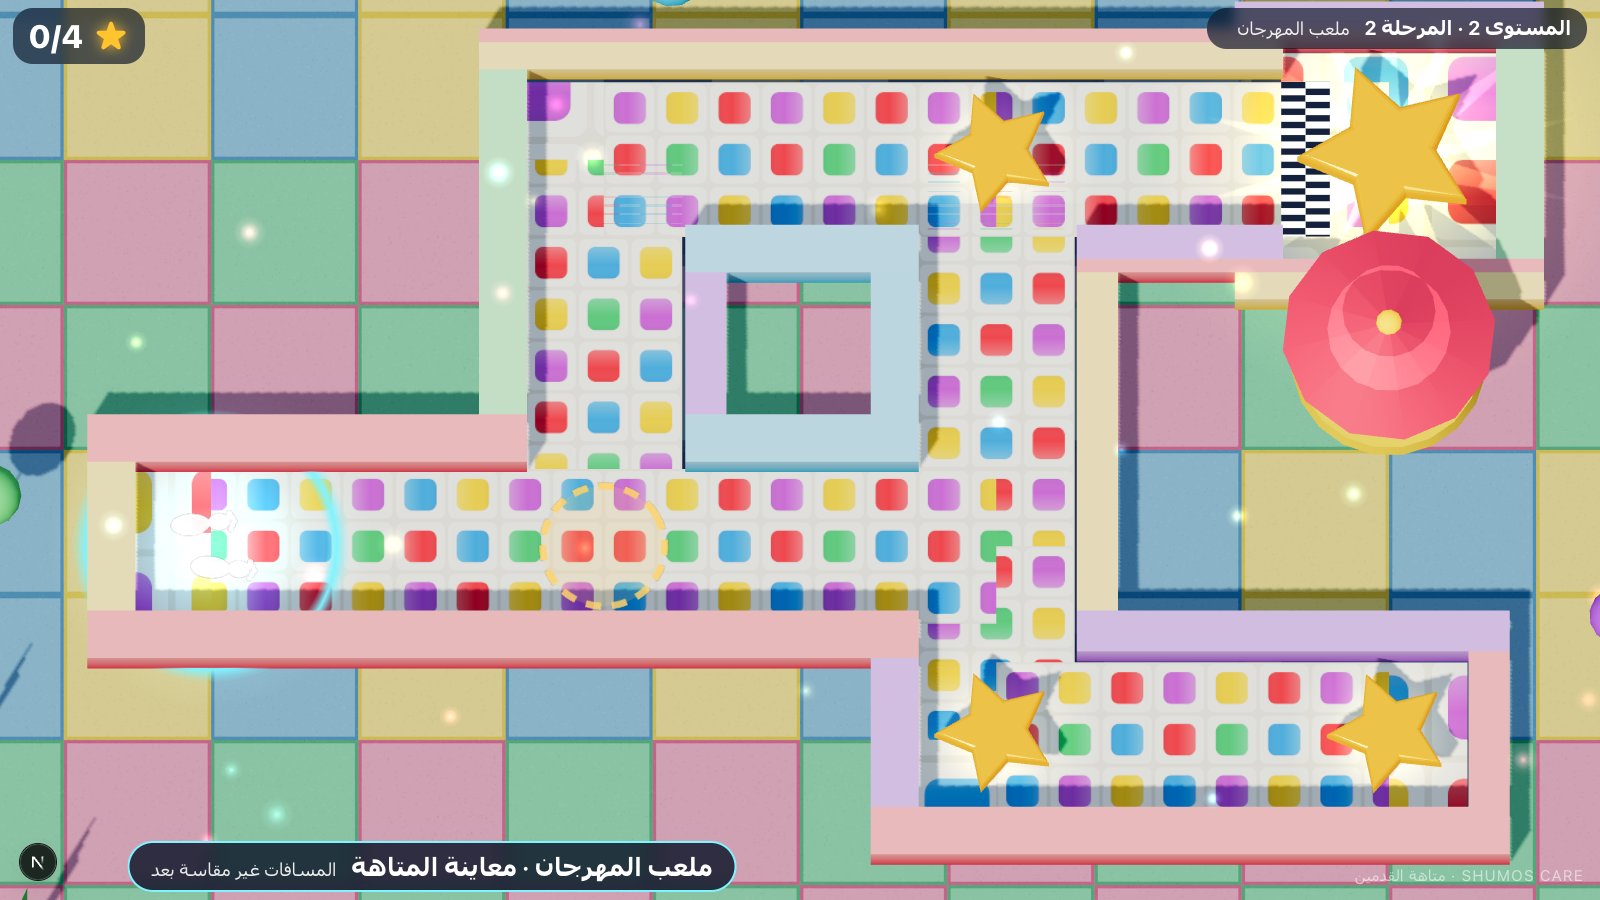 0/4
المستوى 2 · المرحلة 2 ملعب المهرجان
ملعب المهرجان · معاينة المتاهة المسافات غير مقاسة بعد
N
SHUMOS CARE · متاهة القدمين